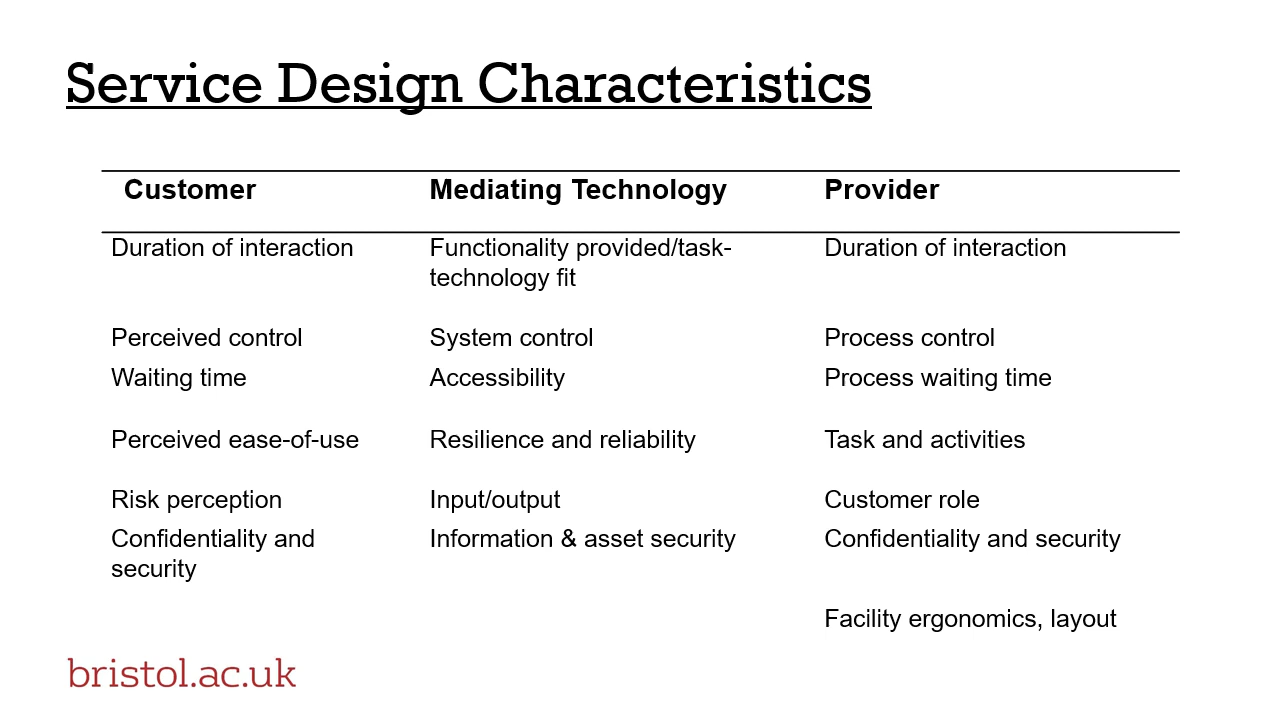 Service Design Characteristics
Customer Mediating Technology Provider
Duration of interaction Functionality provided/task- Duration of interaction
technology fit
Perceived control System control Process control
Waiting time Accessibility Process waiting time
Perceived ease-of-use Resilience and reliability Task and activities
Risk perception Input/output Customer role
Confidentiality and Information & asset security Confidentiality and security
security
Facility ergonomics, layout
bristol.ac.uk